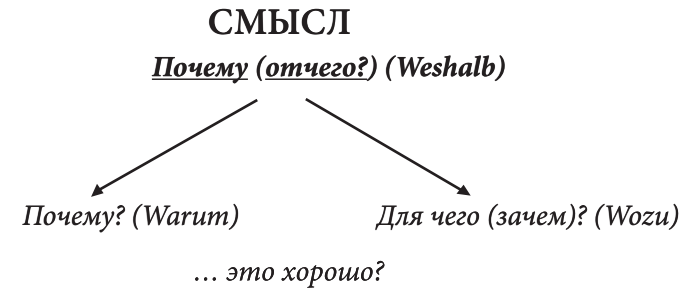 СМЫСЛ
Почему (отчего?) (Weshalb)
Почему? (Warum)
Для чего (зачем)? (Wozu)
… это хорошо?